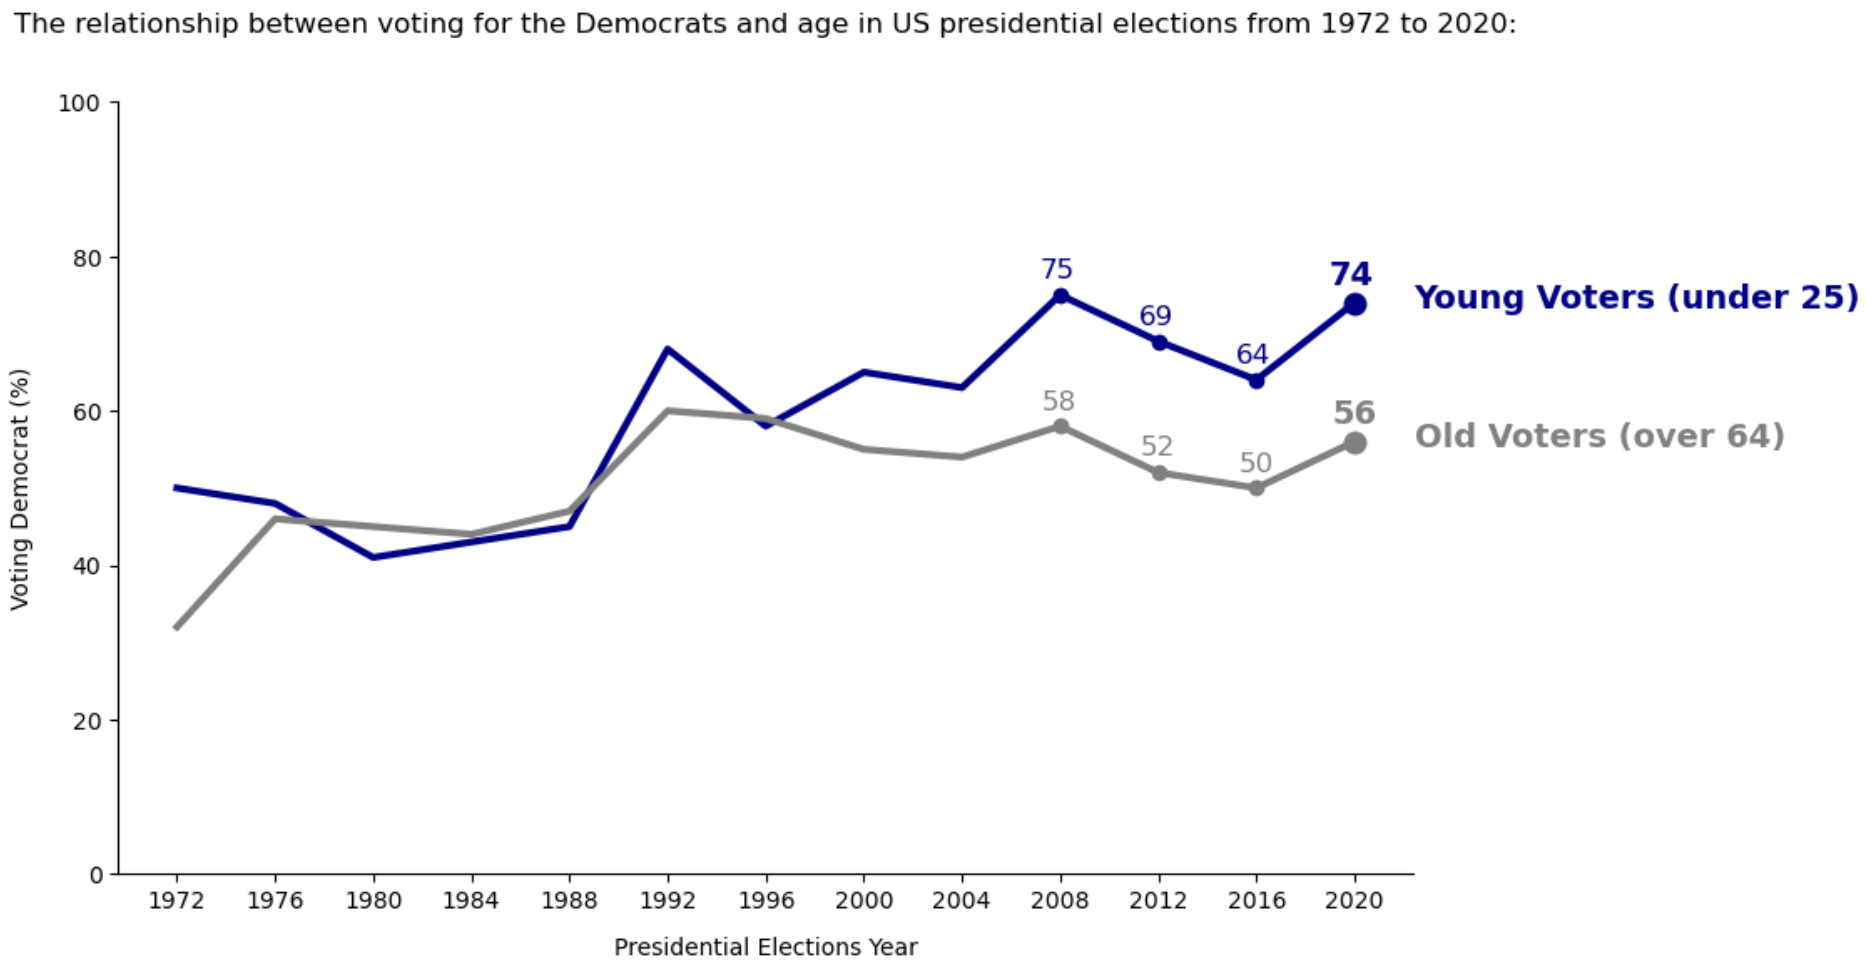 The relationship between voting for the Democrats and age in US presidential elections from 1972 to 2020:
100
80
60
40
20
0
Voting Democrat (%)
75
69
64
74
Young Voters (under 25)
58
52
50
56
Old Voters (over 64)
1972 1976 1980 1984 1988 1992 1996 2000 2004 2008 2012 2016 2020
Presidential Elections Year